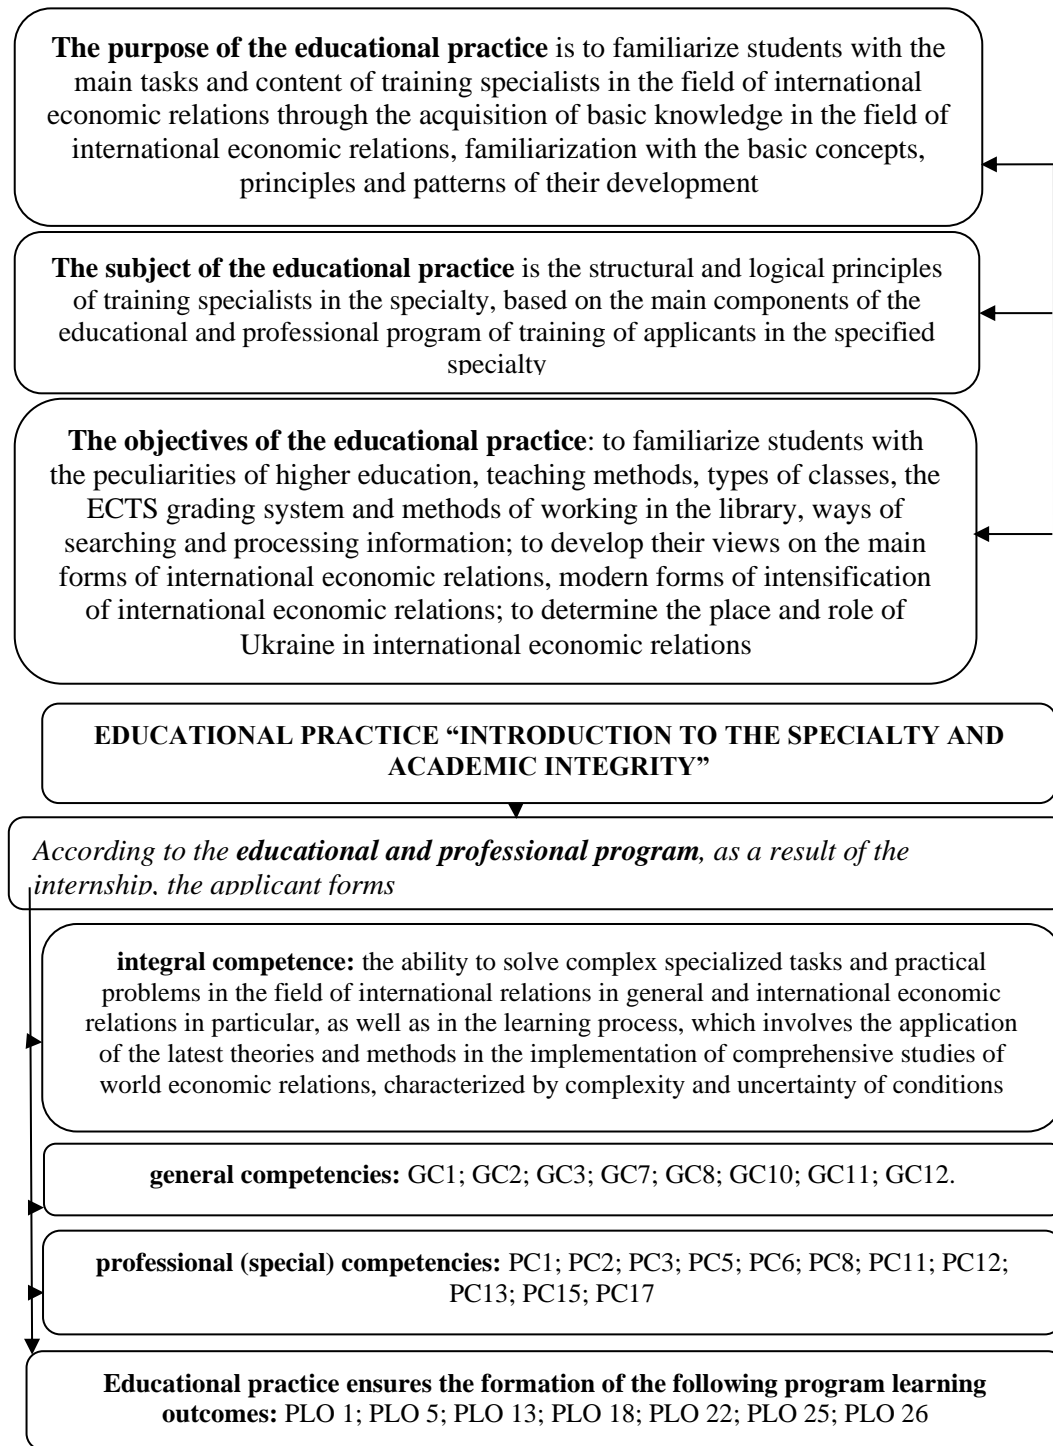 The purpose of the educational practice is to familiarize students with the
main tasks and content of training specialists in the field of international
economic relations through the acquisition of basic knowledge in the field of
international economic relations, familiarization with the basic concepts,
principles and patterns of their development
The subject of the educational practice is the structural and logical principles
of training specialists in the specialty, based on the main components of the
educational and professional program of training of applicants in the specified
specialty
The objectives of the educational practice: to familiarize students with
the peculiarities of higher education, teaching methods, types of classes, the
ECTS grading system and methods of working in the library, ways of
searching and processing information; to develop their views on the main
forms of international economic relations, modern forms of intensification
of international economic relations; to determine the place and role of
Ukraine in international economic relations
EDUCATIONAL PRACTICE “INTRODUCTION TO THE SPECIALTY AND
ACADEMIC INTEGRITY”
According to the educational and professional program, as a result of the
internship, the applicant forms
integral competence: the ability to solve complex specialized tasks and practical
problems in the field of international relations in general and international economic
relations in particular, as well as in the learning process, which involves the application
of the latest theories and methods in the implementation of comprehensive studies of
world economic relations, characterized by complexity and uncertainty of conditions
general competencies: GC1; GC2; GC3; GC7; GC8; GC10; GC11; GC12.
professional (special) competencies: PC1; PC2; PC3; PC5; PC6; PC8; PC11; PC12;
PC13; PC15; PC17
Educational practice ensures the formation of the following program learning
outcomes: PLO 1; PLO 5; PLO 13; PLO 18; PLO 22; PLO 25; PLO 26